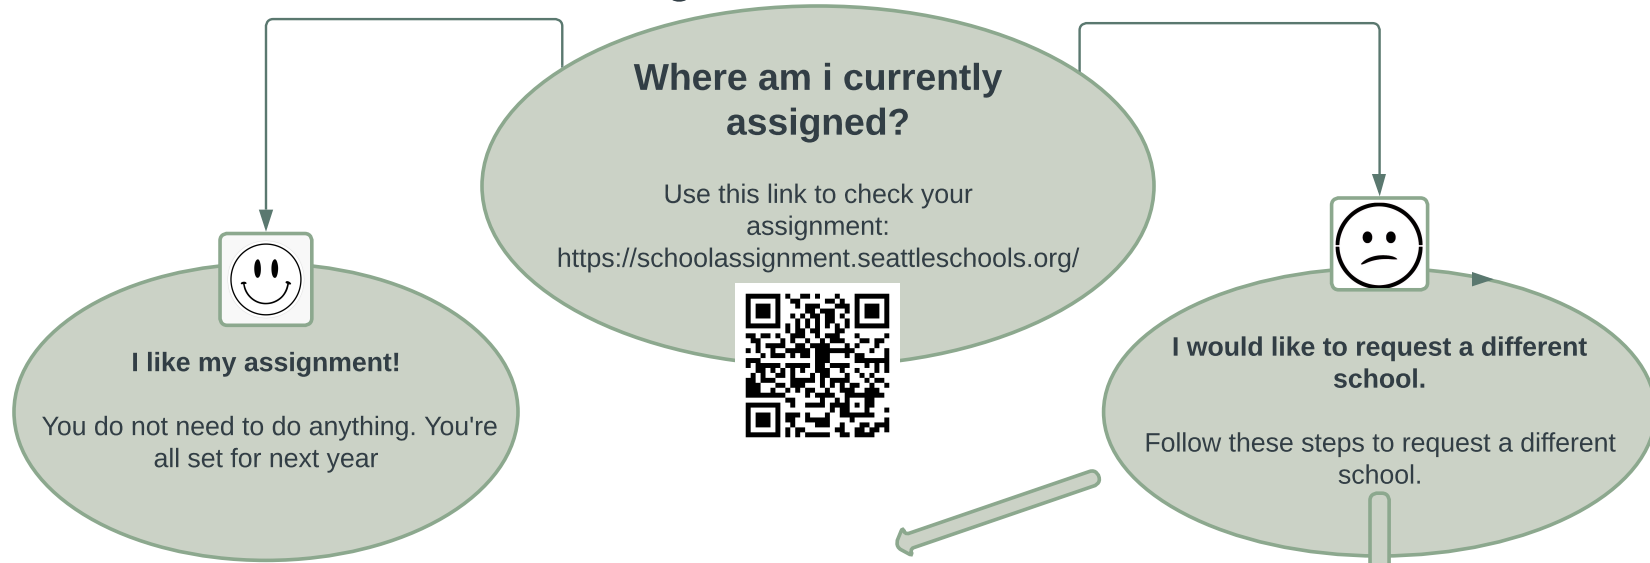 Where am i currently
assigned?
Use this link to check your
assignment:
https://schoolassignment.seattleschools.org/
I like my assignment!
You do not need to do anything. You're
all set for next year
I would like to request a different
school.
Follow these steps to request a different
school.